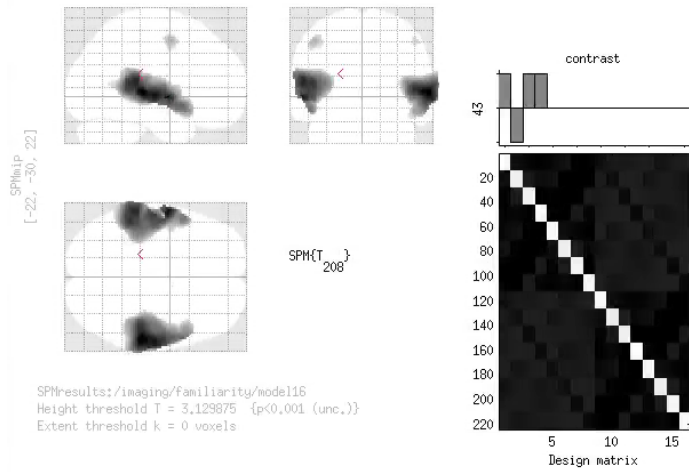 contrast
43
SPMmip
[-22, -30, 22]
SPM{T208}
20
40
60
80
100
120
140
160
180
200
220
5 10 15
Design matrix
SPMresults:/imaging/familiarity/model16
Height threshold T = 3.129875 {p<0.001 (unc.)}
Extent threshold k = 0 voxels